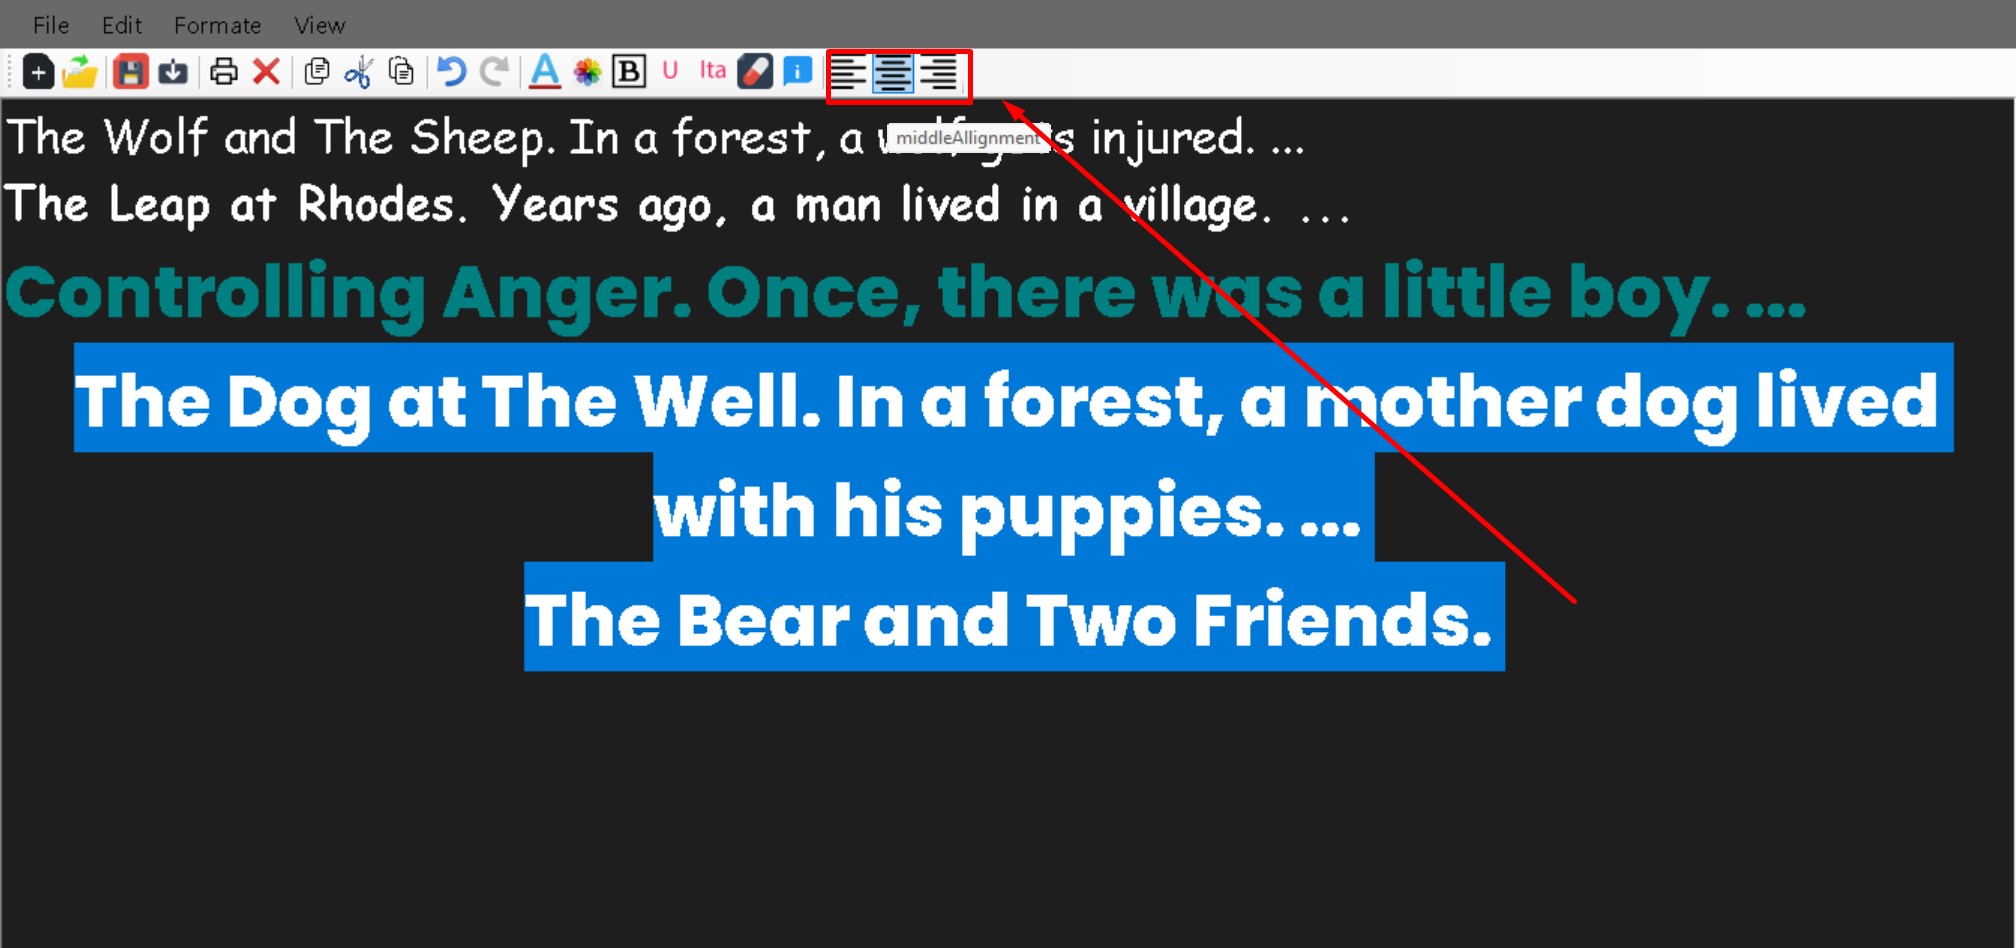 File Edit Formate View
A B U Ita i
The Wolf and The Sheep. In a forest, a injured. ...
middleAllignment
The Leap at Rhodes. Years ago, a man lived in a village. ...
Controlling Anger. Once, there was a little boy. ...
The Dog at The Well. In a forest, a mother dog lived
with his puppies. ...
The Bear and Two Friends.